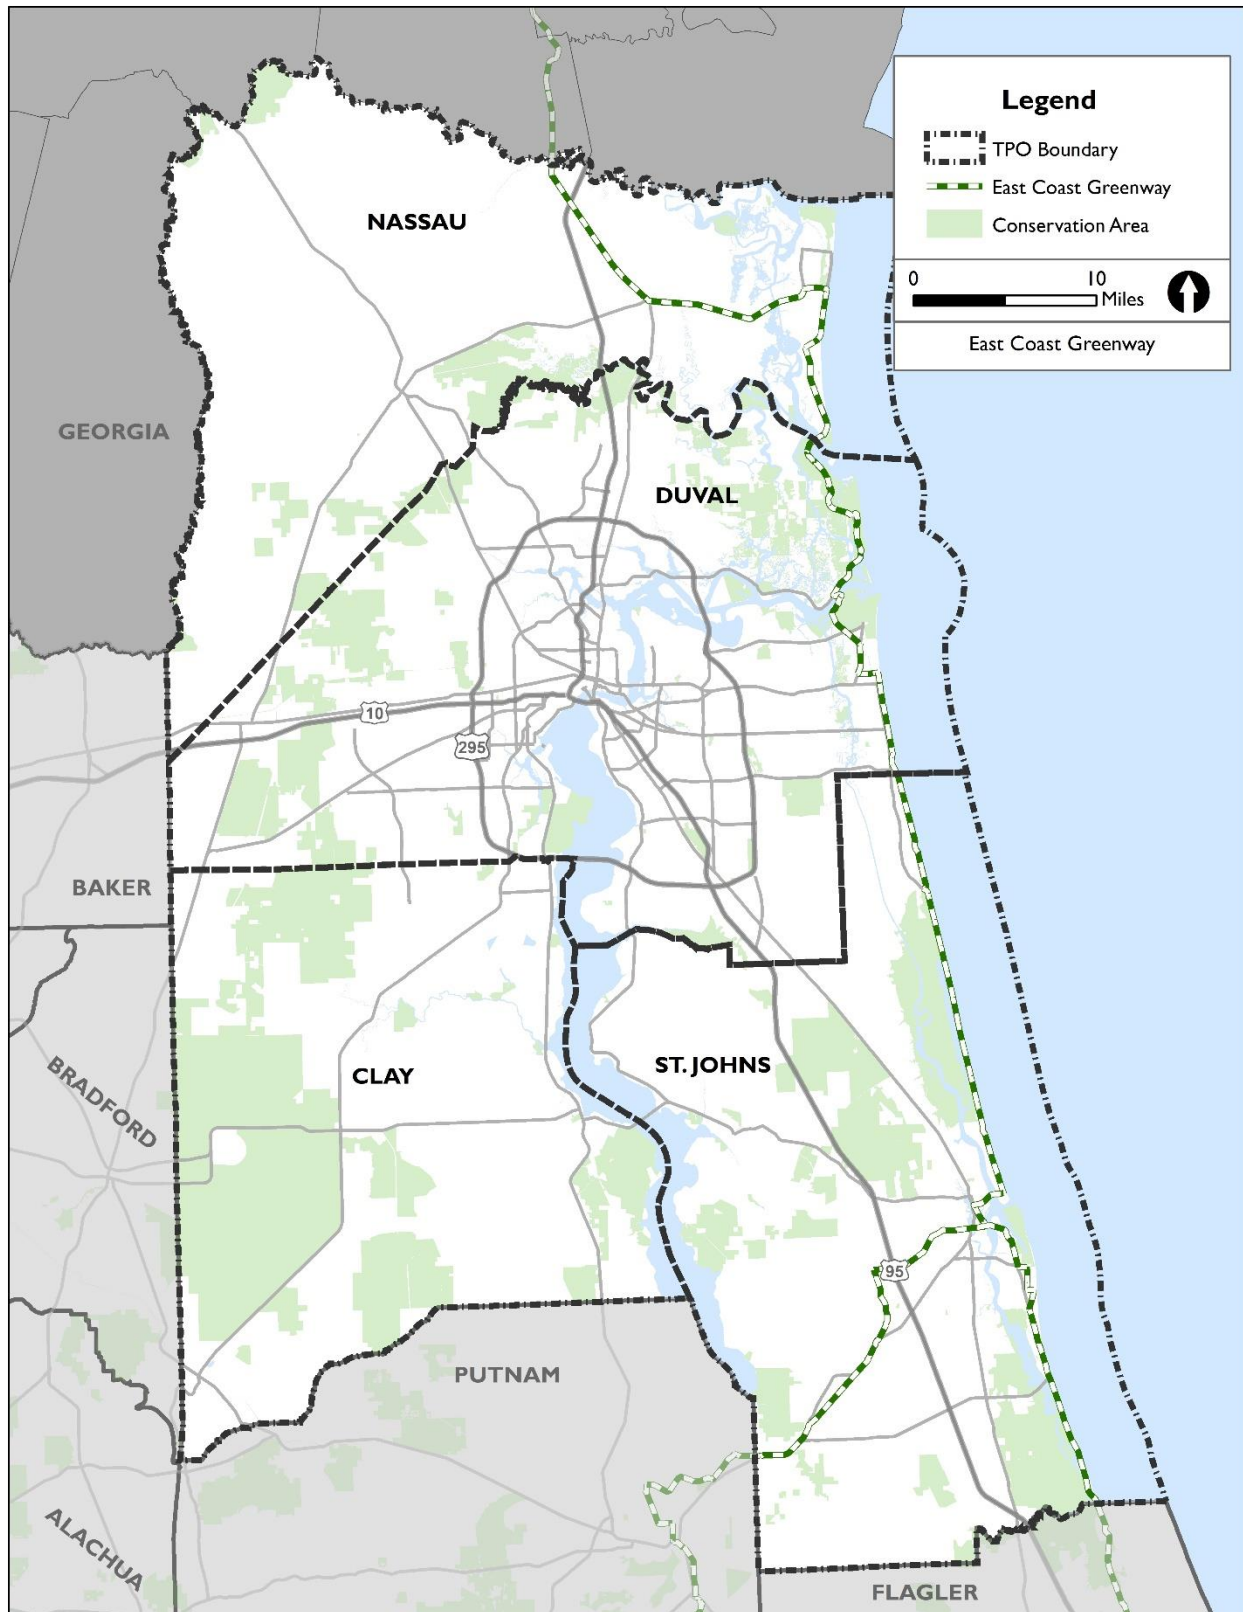 Legend
TPO Boundary
East Coast Greenway
Conservation Area
0 10
Miles
East Coast Greenway
NASSAU
GEORGIA
DUVAL
10
295
BAKER
BRADFORD
CLAY
ST. JOHNS
95
PUTNAM
ALACHUA
FLAGLER